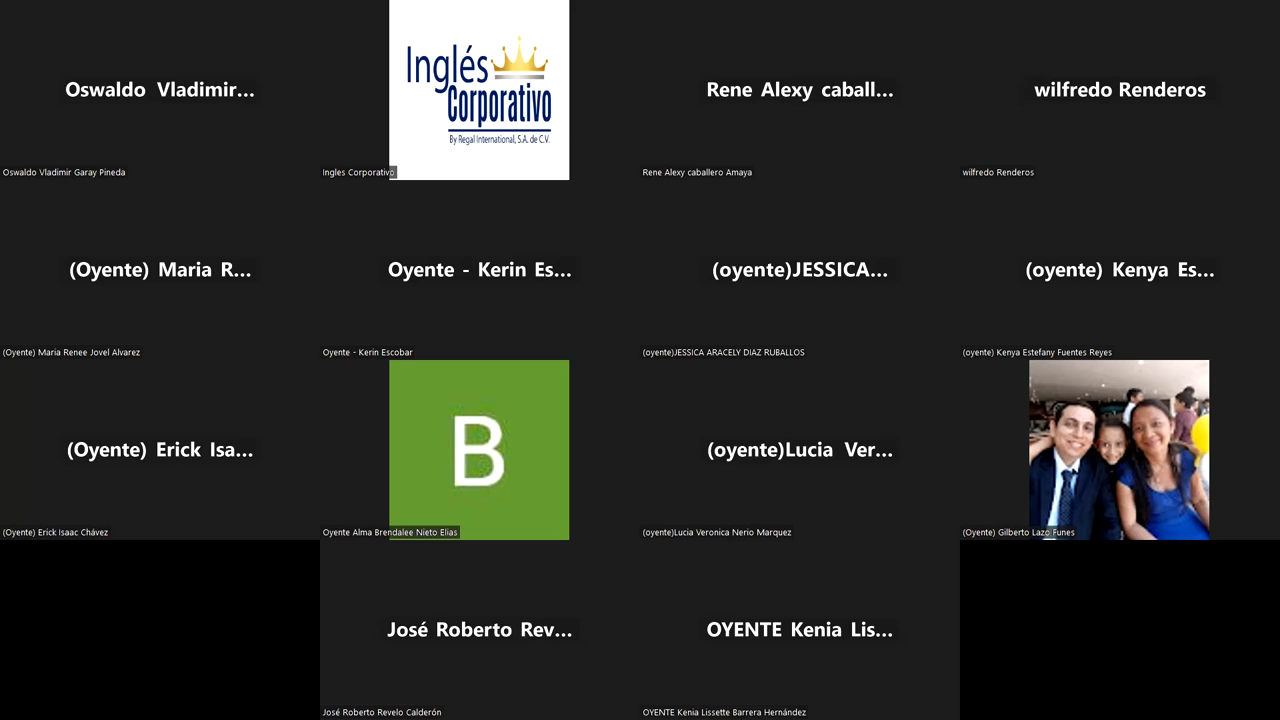 Oswaldo Vladimir...
Oswaldo Vladimir Garay Pineda
Inglés
Corporativo
By Regal International, S.A. de C.V.
Ingles Corporativo
Rene Alexy caball...
Rene Alexy caballero Amaya
wilfredo Renderos
wilfredo Renderos
(Oyente) Maria R...
(Oyente) Maria Renee Jovel Alvarez
Oyente - Kerin Es...
Oyente - Kerin Escobar
(oyente)JESSICA...
(oyente)JESSICA ARACELY DIAZ RUBALLOS
(oyente) Kenya Es...
(oyente) Kenya Estefany Fuentes Reyes
(Oyente) Erick Isa...
(Oyente) Erick Isaac Chávez
B
Oyente Alma Brendalee Nieto Elias
(oyente)Lucia Ver...
(oyente)Lucia Veronica Nerio Marquez
(Oyente) Gilberto Lazo Funes
José Roberto Rev...
José Roberto Revelo Calderón
OYENTE Kenia Lis...
OYENTE Kenia Lissette Barrera Hernández